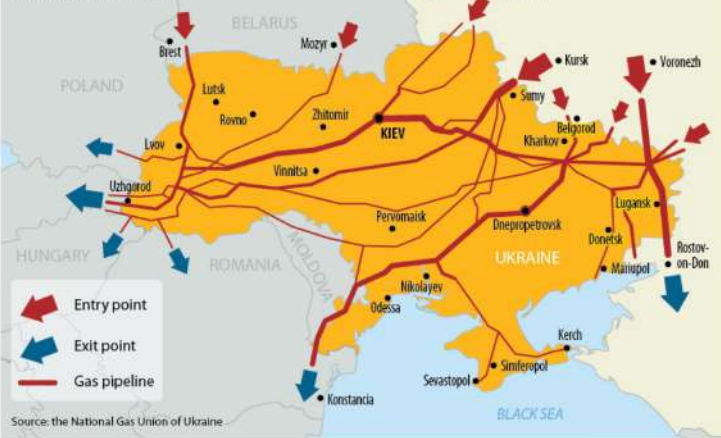 BELARUS
Brest
Mozyr
Kursk
Voronezh
POLAND
Lutsk
Rovno
Zhitomir
KIEV
Sumy
Belgorod
Kharkov
Lvov
Vinnitsa
Uzhgorod
Pervomaisk
Dnepropetrovsk
Lugansk
Donetsk
HUNGARY
ROMANIA
MOLDOVA
UKRAINE
Rostov-
on-Don
Mariupol
Nikolayev
Odessa
Entry point
Exit point
Gas pipeline
Kerch
Simferopol
Sevastopol
Konstancia
BLACK SEA
Source: the National Gas Union of Ukraine